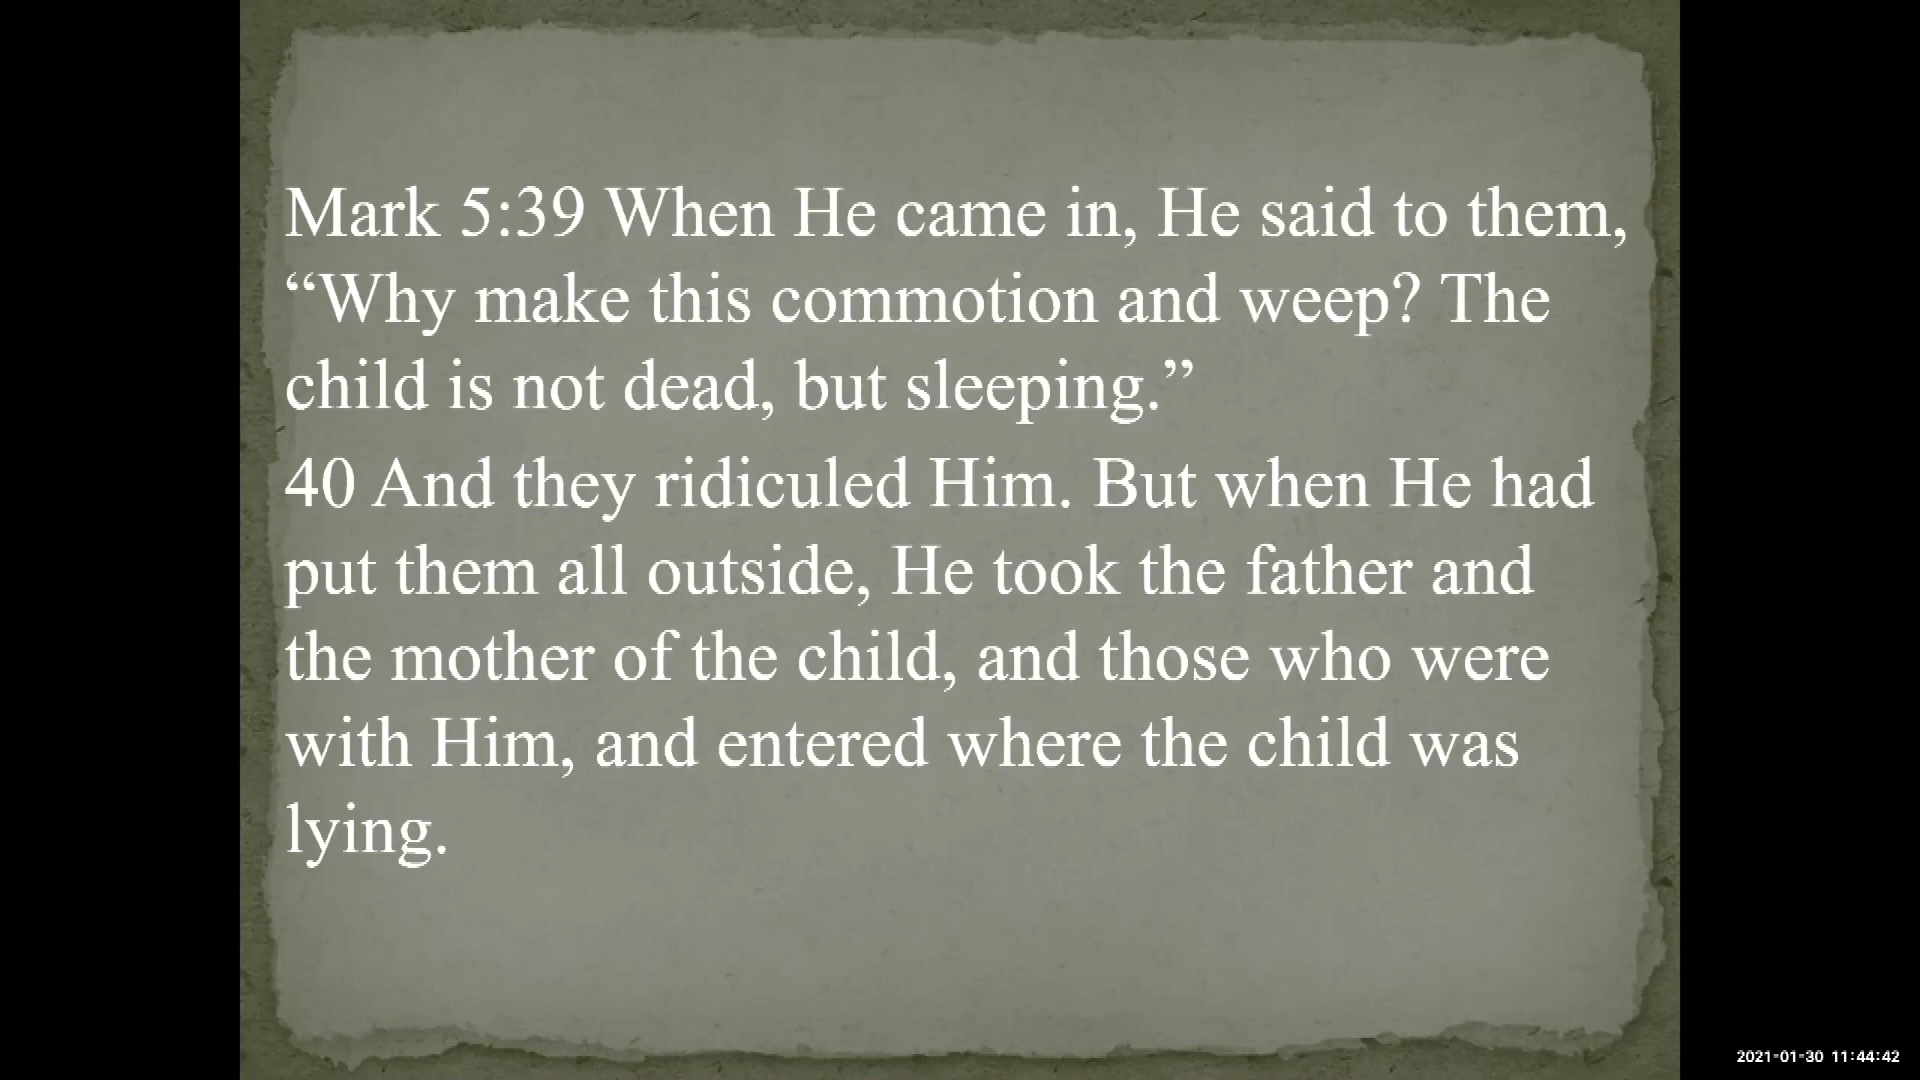 Mark 5:39 When He came in, He said to them,
“Why make this commotion and weep? The
child is not dead, but sleeping.”
40 And they ridiculed Him. But when He had
put them all outside, He took the father and
the mother of the child, and those who were
with Him, and entered where the child was
lying.
2021-01-30 11:44:42